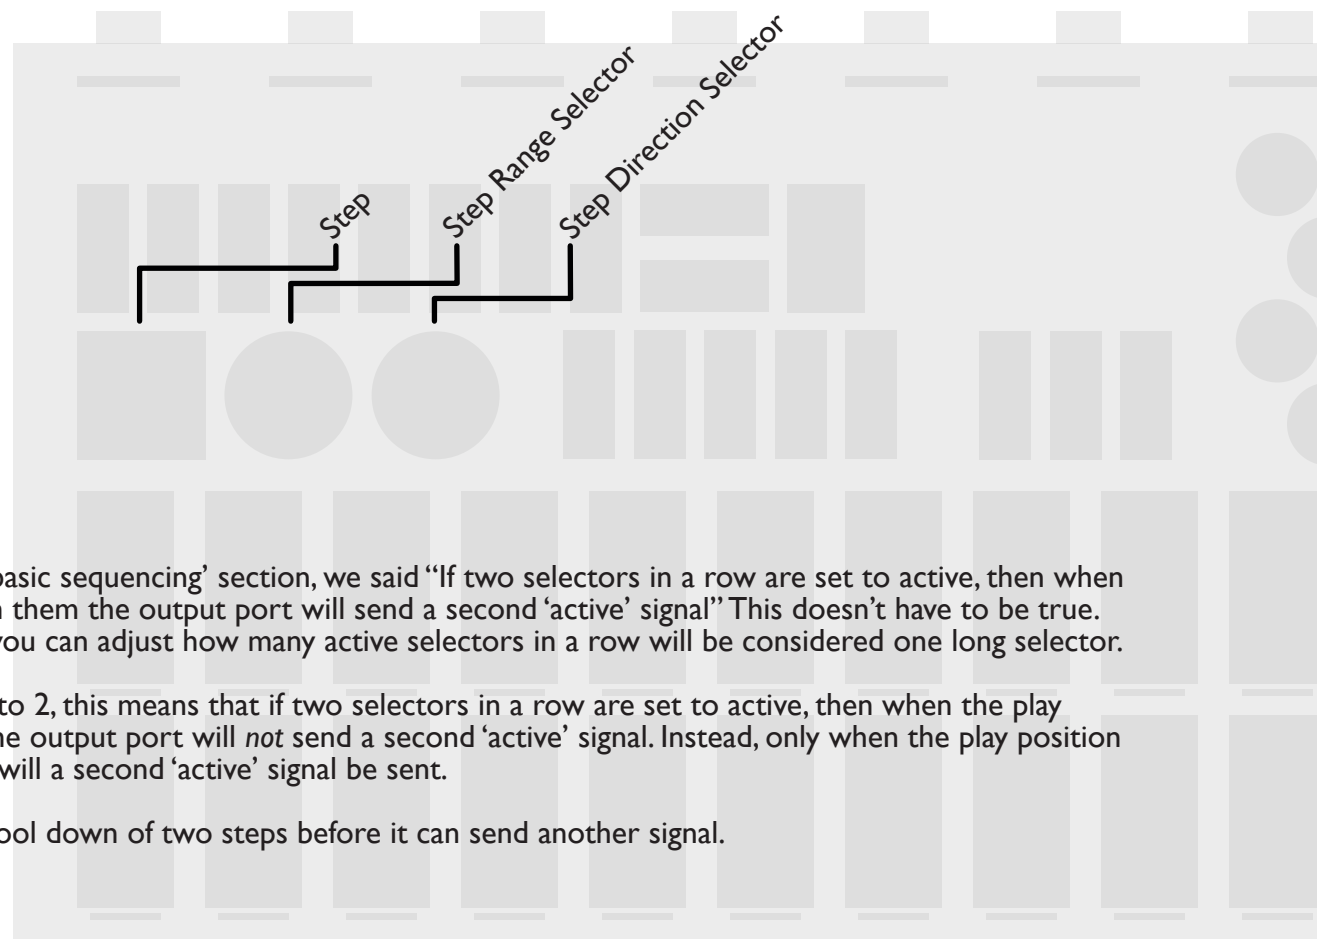 Step
Step Range Selector
Step Direction Selector
basic sequencing’ section, we said “If two selectors in a row are set to active, then when
them the output port will send a second ‘active’ signal” This doesn’t have to be true.
you can adjust how many active selectors in a row will be considered one long selector.
to 2, this means that if two selectors in a row are set to active, then when the play
output port will not send a second ‘active’ signal. Instead, only when the play position
will a second ‘active’ signal be sent.
down of two steps before it can send another signal.